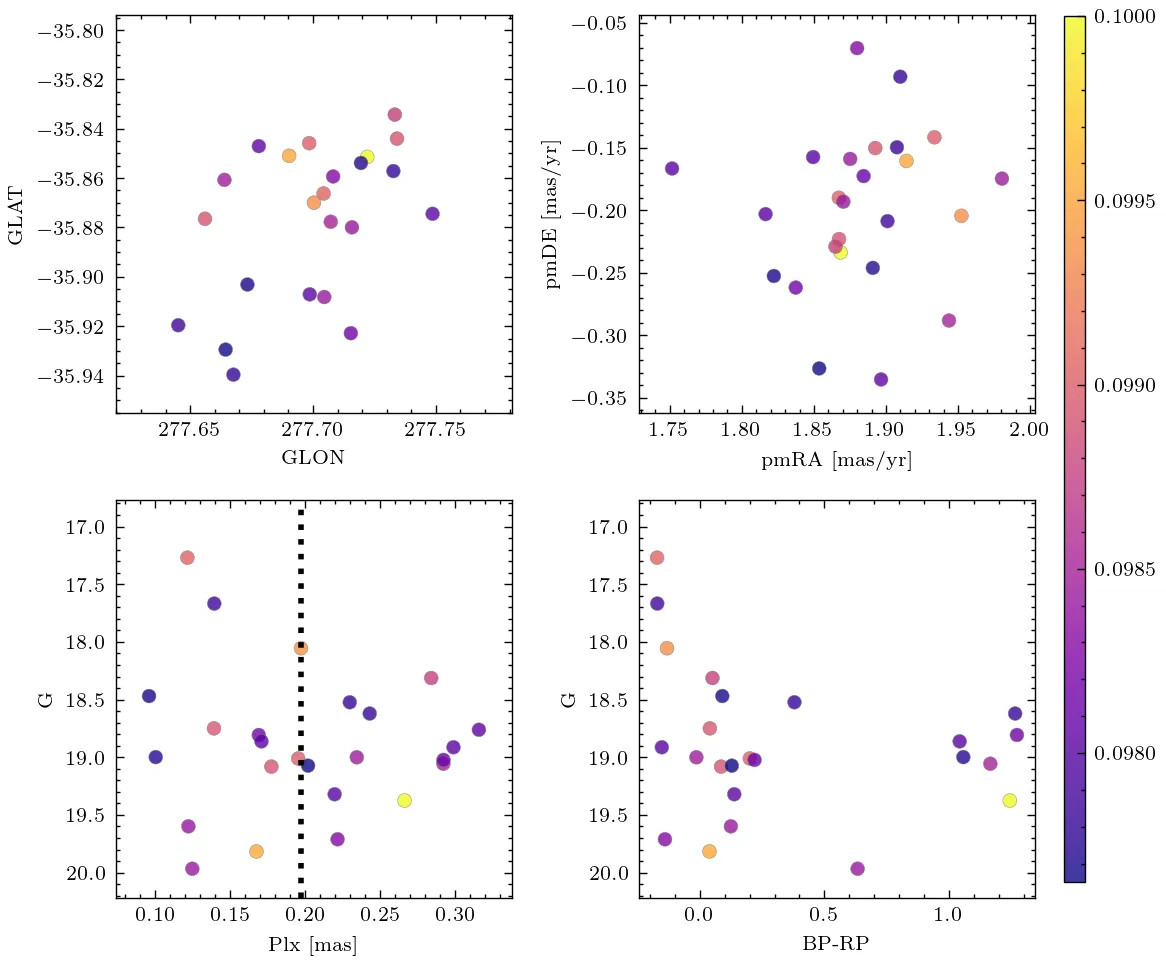 −35.80
−35.82
−35.84
−35.86
−35.88
−35.90
−35.92
−35.94
GLAT
277.65 277.70 277.75
GLON
−0.05
−0.10
−0.15
−0.20
−0.25
−0.30
−0.35
pmDE [mas/yr]
1.75 1.80 1.85 1.90 1.95 2.00
pmRA [mas/yr]
17.0
17.5
18.0
18.5
19.0
19.5
20.0
G
0.10 0.15 0.20 0.25 0.30
Plx [mas]
17.0
17.5
18.0
18.5
19.0
19.5
20.0
G
0.0 0.5 1.0
BP-RP
0.1000
0.0995
0.0990
0.0985
0.0980